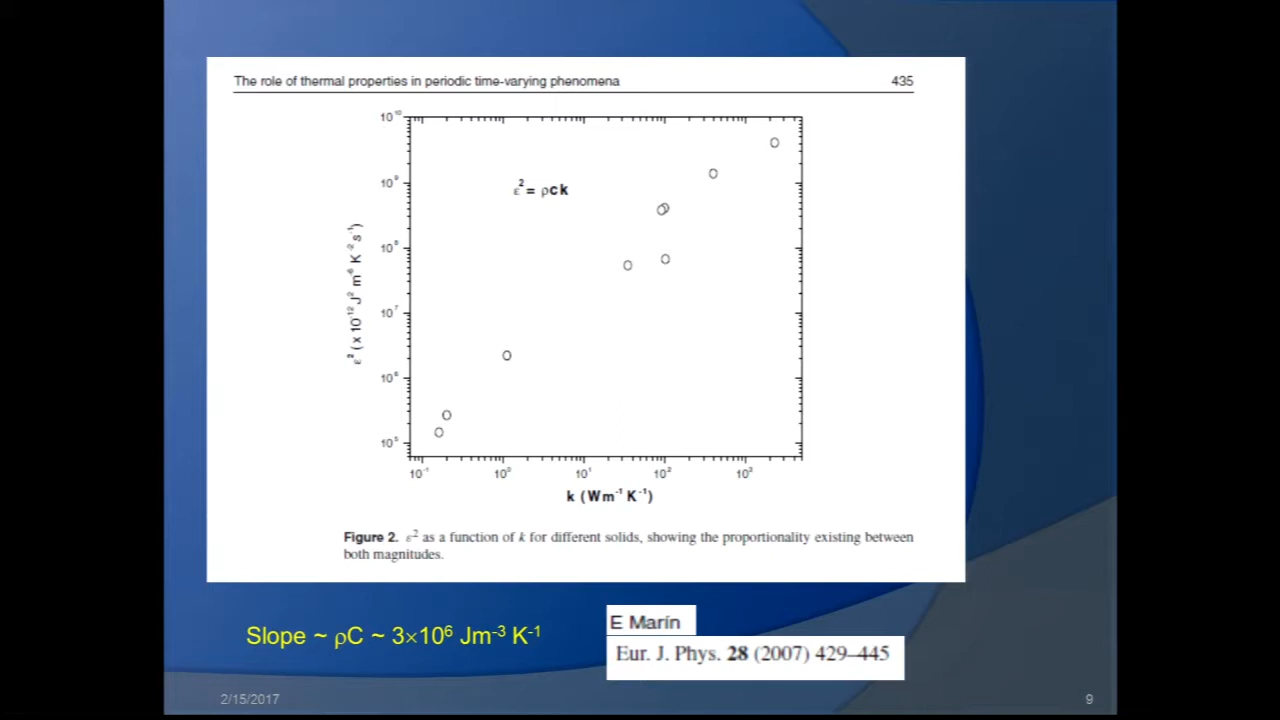 The role of thermal properties in periodic time-varying phenomena 435
10¹⁰
10⁹
10⁸
10⁷
10⁶
10⁵
ε² = ρck
ε² ( x 10⁻¹² J² m⁶ K⁻² s⁻¹)
10⁻¹ 10⁰ 10¹ 10² 10³
k (Wm⁻¹ K⁻¹)
Figure 2. ε² as a function of k for different solids, showing the proportionality existing between
both magnitudes.
Slope ~ ρC ~ 3×10⁶ Jm⁻³ K⁻¹
E Marín
Eur. J. Phys. 28 (2007) 429–445
2/15/2017 9